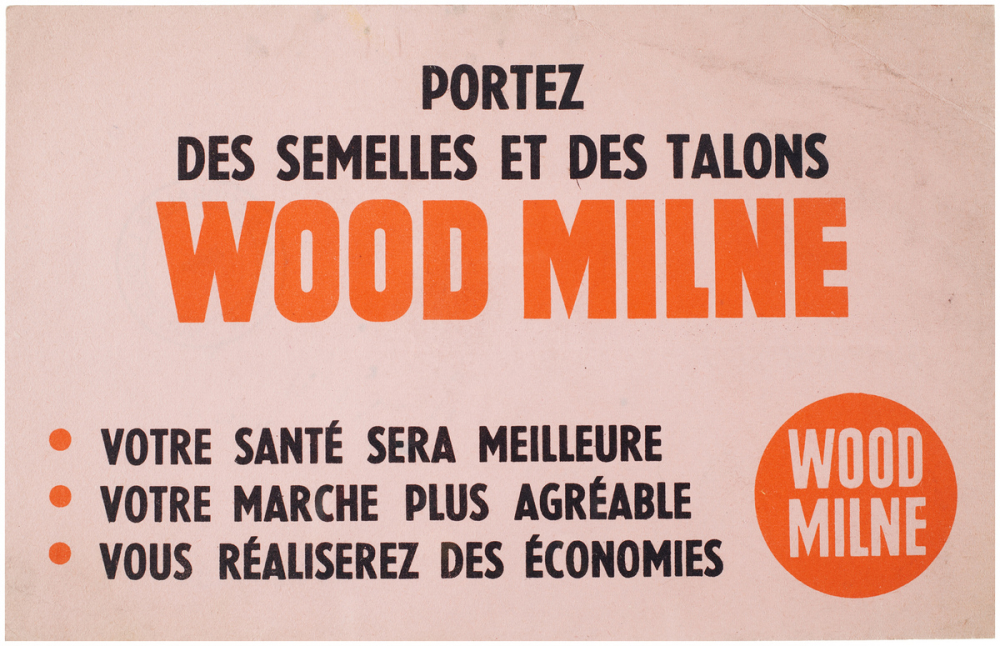 PORTEZ
DES SEMELLES ET DES TALONS
WOOD MILNE
• VOTRE SANTÉ SERA MEILLEURE
• VOTRE MARCHE PLUS AGRÉABLE
• VOUS RÉALISEREZ DES ÉCONOMIES
WOOD
MILNE